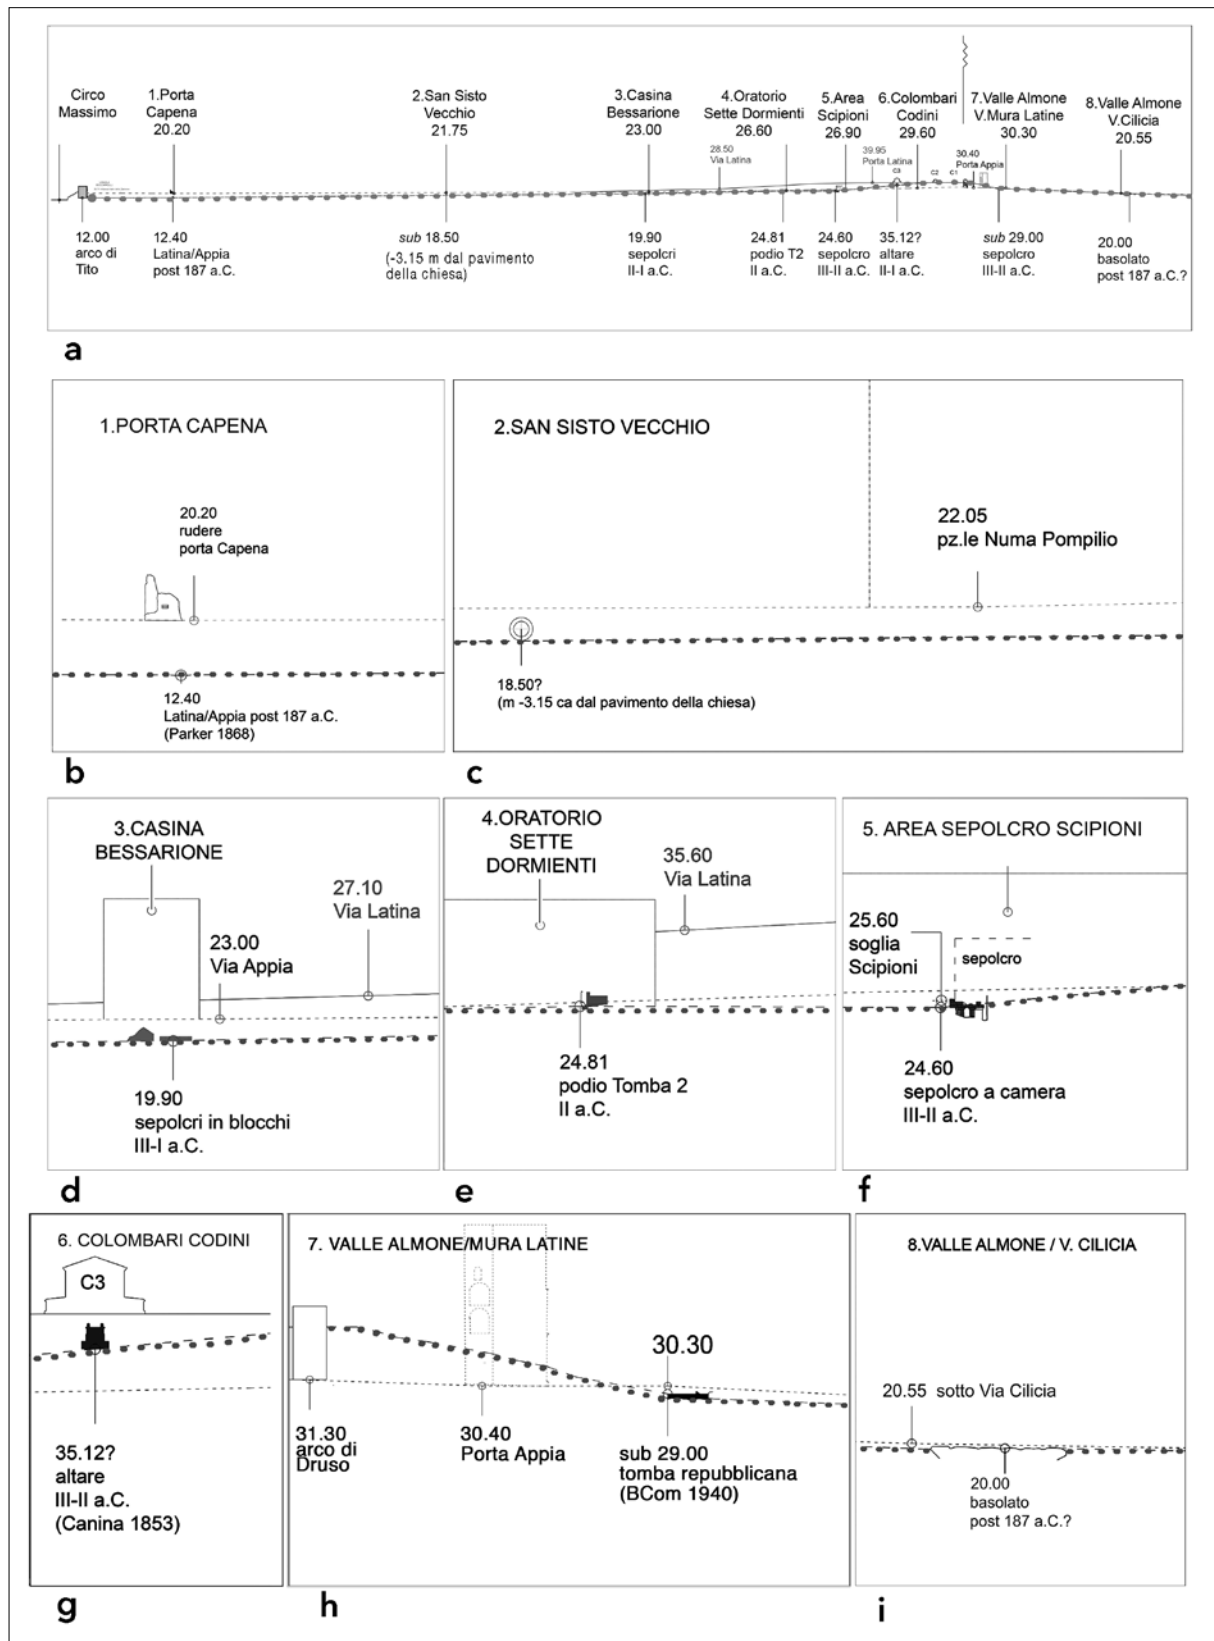 Circo
Massimo
1.Porta
Capena
20.20
2.San Sisto
Vecchio
21.75
3.Casina
Bessarione
23.00
4.Oratorio
Sette Dormienti
26.60
5.Area
Scipioni
26.90
6.Colombari
Codini
29.60
7.Valle Almone
V.Mura Latine
30.30
8.Valle Almone
V.Cilicia
20.55
28.50
Via Latina
39.95
Porta Latina
C3
C2
C1
30.40
Porta Appia
12.00
arco di
Tito
12.40
Latina/Appia
post 187 a.C.
sub 18.50
(-3.15 m dal pavimento
della chiesa)
19.90
sepolcri
II-I a.C.
24.81
podio T2
II a.C.
24.60
sepolcro
III-II a.C.
35.12?
altare
II-I a.C.
sub 29.00
sepolcro
III-II a.C.
20.00
basolato
post 187 a.C.?
a
1.PORTA CAPENA
20.20
rudere
porta Capena
12.40
Latina/Appia post 187 a.C.
(Parker 1868)
b
2.SAN SISTO VECCHIO
22.05
pz.le Numa Pompilio
18.50?
(m -3.15 ca dal pavimento della chiesa)
c
3.CASINA
BESSARIONE
27.10
Via Latina
23.00
Via Appia
19.90
sepolcri in blocchi
III-I a.C.
d
4.ORATORIO
SETTE
DORMIENTI
35.60
Via Latina
24.81
podio Tomba 2
II a.C.
e
5. AREA SEPOLCRO SCIPIONI
25.60
soglia
Scipioni
sepolcro
24.60
sepolcro a camera
III-II a.C.
f
6. COLOMBARI CODINI
C3
35.12?
altare
III-II a.C.
(Canina 1853)
g
7. VALLE ALMONE/MURA LATINE
30.30
31.30
arco di
Druso
30.40
Porta Appia
sub 29.00
tomba repubblicana
(BCom 1940)
h
8.VALLE ALMONE / V. CILICIA
20.55 sotto Via Cilicia
20.00
basolato
post 187 a.C.?
i